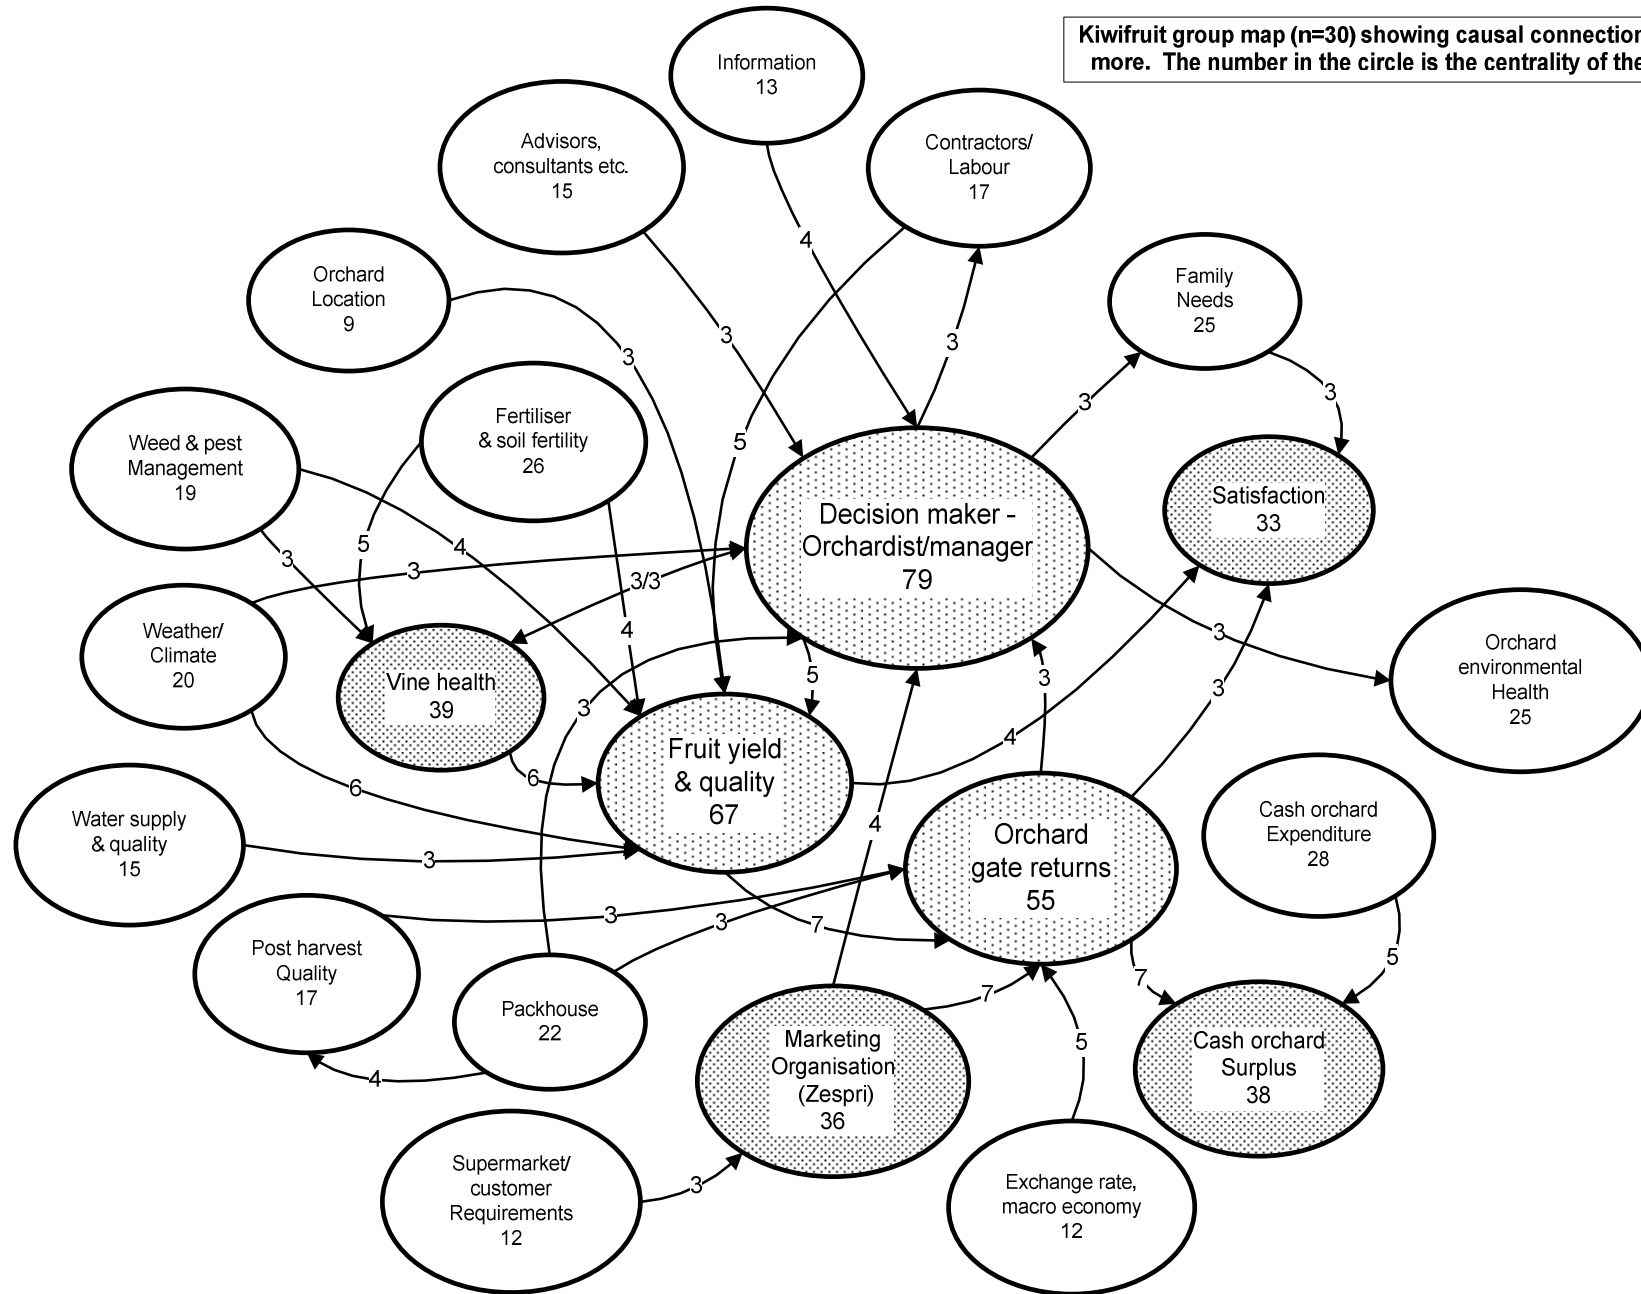 Kiwifruit group map (n=30) showing causal connection
more.  The number in the circle is the centrality of the
Information
13
Advisors,
consultants etc.
15
Contractors/
Labour
17
Orchard
Location
9
Family
Needs
25
4
3
3
3
3
3
Fertiliser
& soil fertility
26
Weed & pest
Management
19
5
Satisfaction
33
Decision maker -
Orchardist/manager
79
3
5
4
3
3/3
4
Weather/
Climate
20
Vine health
39
5
3
3
3
3
Orchard
environmental
Health
25
Fruit yield
& quality
67
4
6
6
Water supply
& quality
15
3
4
Orchard
gate returns
55
Cash orchard
Expenditure
28
3
3
7
5
Post harvest
Quality
17
Packhouse
22
7
7
Marketing
Organisation
(Zespri)
36
5
Cash orchard
Surplus
38
4
Supermarket/
customer
Requirements
12
3
Exchange rate,
macro economy
12